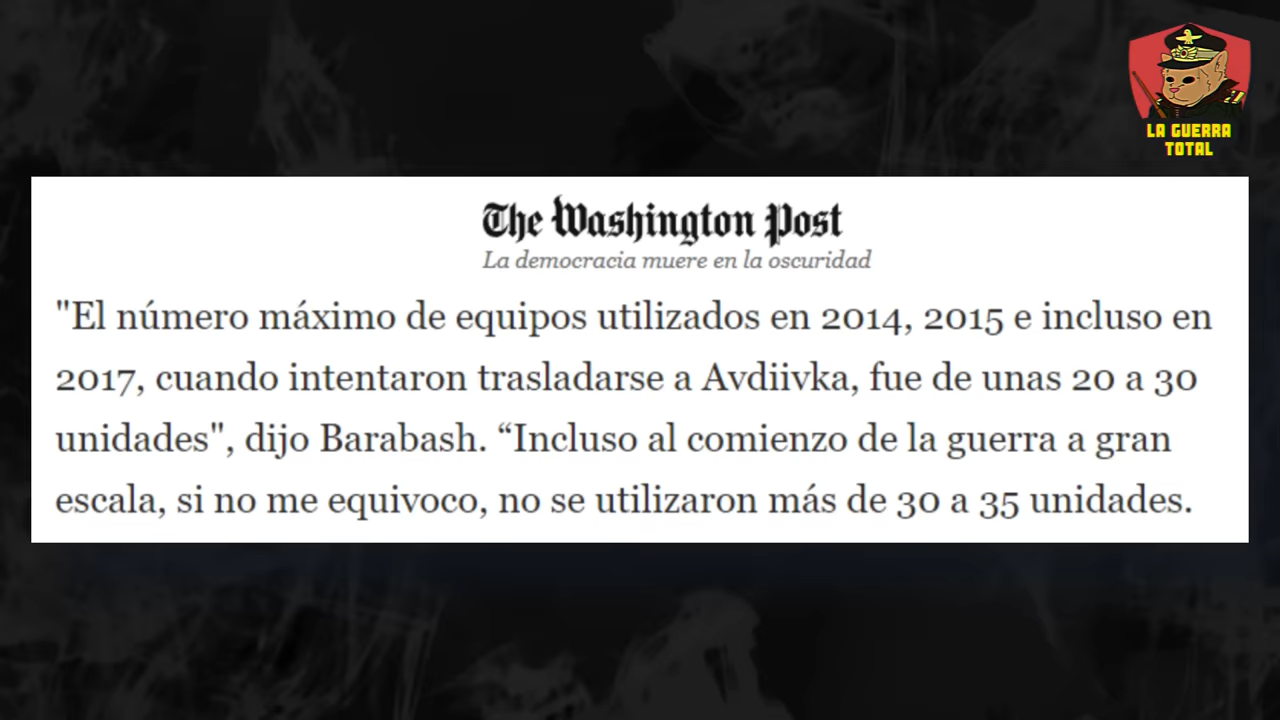 LA GUERRA
TOTAL
The Washington Post
La democracia muere en la oscuridad
"El número máximo de equipos utilizados en 2014, 2015 e incluso en
2017, cuando intentaron trasladarse a Avdiivka, fue de unas 20 a 30
unidades", dijo Barabash. “Incluso al comienzo de la guerra a gran
escala, si no me equivoco, no se utilizaron más de 30 a 35 unidades.